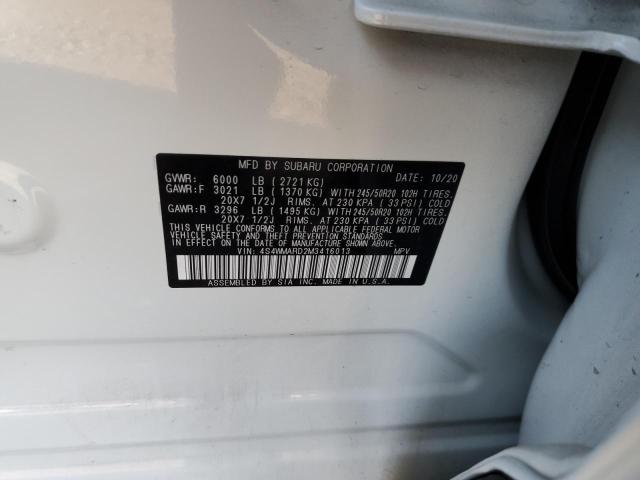 MFD BY SUBARU CORPORATION DATE: 10/20
GVWR: 6000 LB ( 2721 KG)
GAWR:F 3021 LB ( 1370 KG) WITH 245/50R20 102H TIRES.
20X7 1/2J RIMS. AT 230 KPA ( 33 PSI) COLD
GAWR:R 3296 LB ( 1495 KG) WITH 245/50R20 102H TIRES.
20X7 1/2J RIMS. AT 230 KPA ( 33 PSI) COLD
THIS VEHICLE CONFORMS TO ALL APPLICABLE FEDERAL MOTOR
VEHICLE SAFETY AND THEFT PREVENTION STANDARDS IN EFFECT
ON THE DATE OF MANUFACTURE SHOWN ABOVE.
VIN: 4S4WMARD2M3416013 MPV
ASSEMBLED BY SIA INC. MADE IN U.S.A.